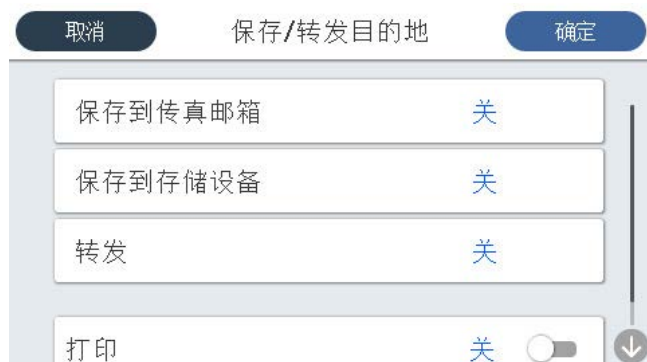 取消 保存/转发目的地 确定
保存到传真邮箱 关
保存到存储设备 关
转发 关
打印 关